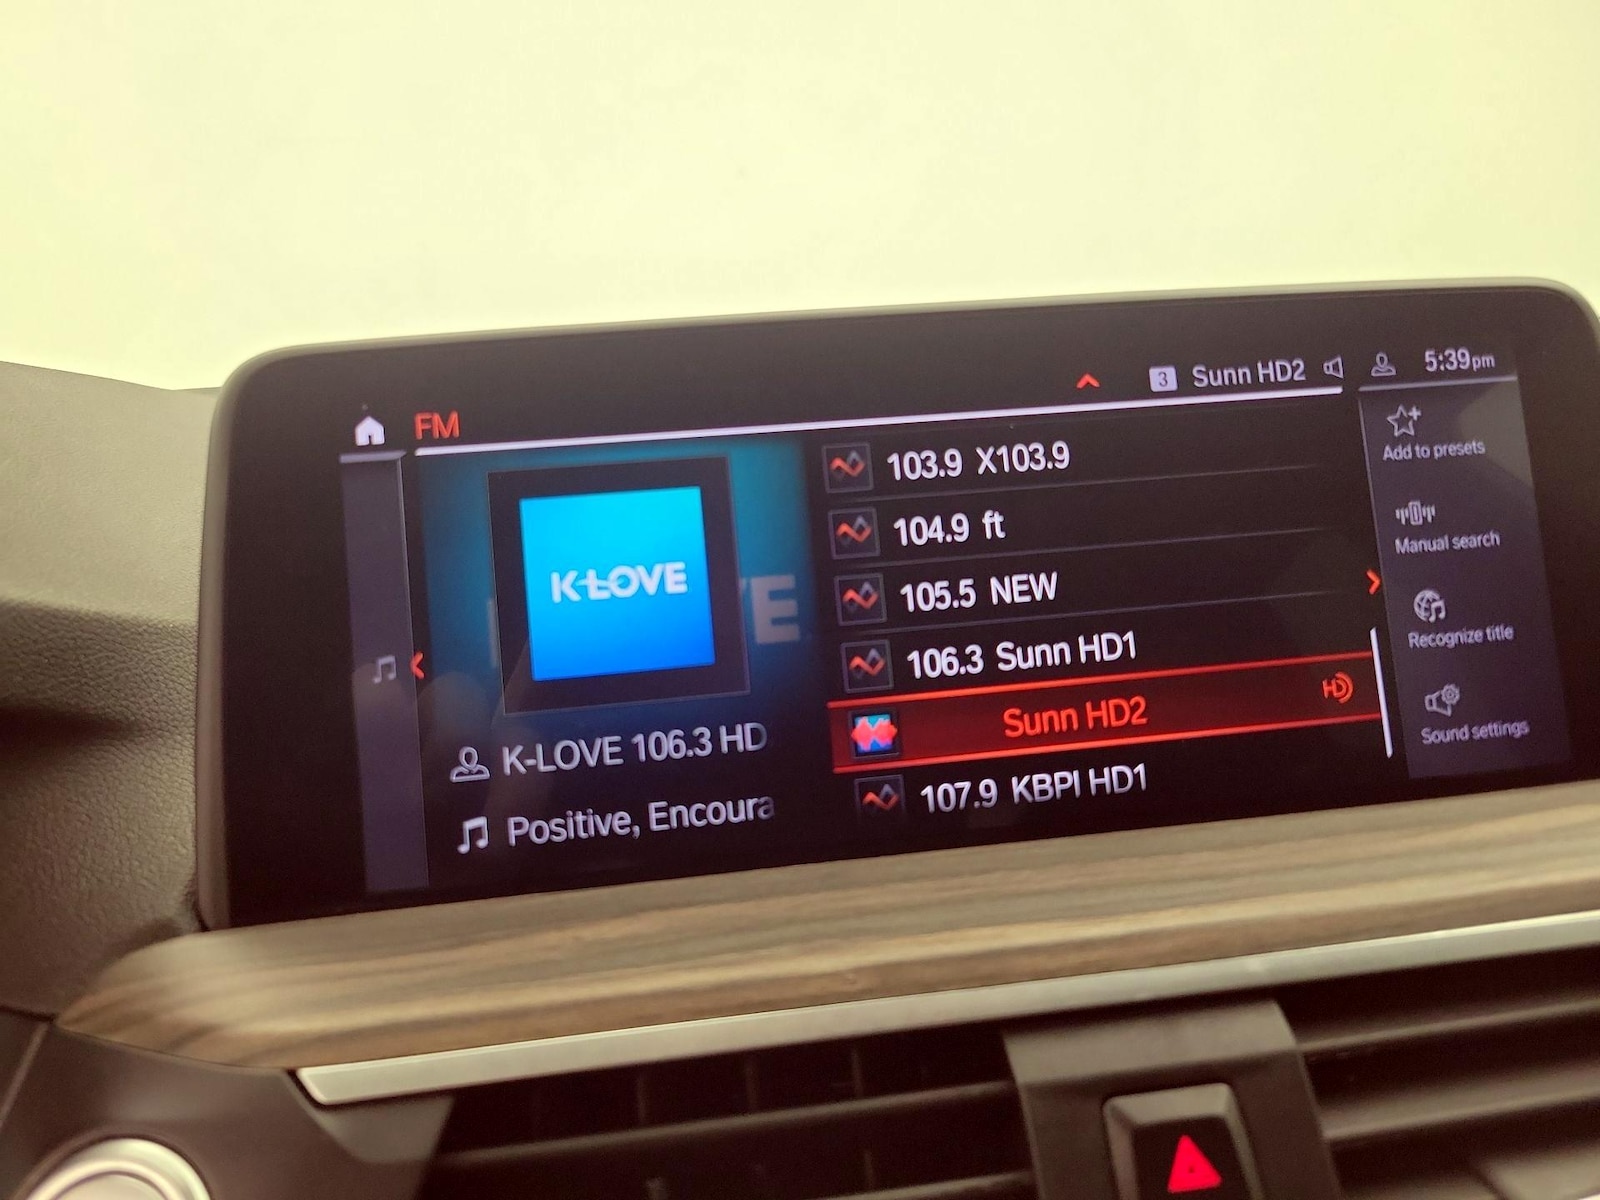 3 Sunn HD2 5:39pm
FM
K-LOVE
K-LOVE 106.3 HD
Positive, Encoura
103.9 X103.9
104.9 ft
105.5 NEW
106.3 Sunn HD1
Sunn HD2 HD
107.9 KBPI HD1
Add to presets
Manual search
Recognize title
Sound settings